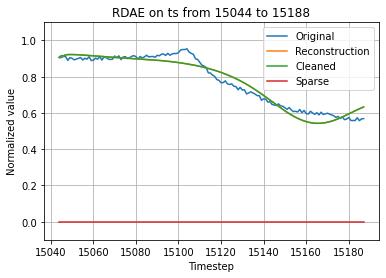 RDAE on ts from 15044 to 15188
Original
Reconstruction
Cleaned
Sparse
1.0
0.8
0.6
0.4
0.2
0.0
Normalized value
15040 15060 15080 15100 15120 15140 15160 15180
Timestep